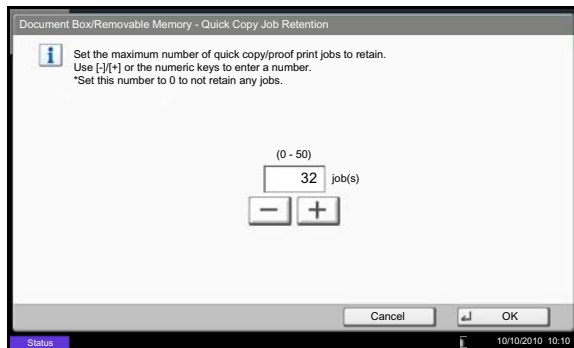 Document Box/Removable Memory - Quick Copy Job Retention
Set the maximum number of quick copy/proof print jobs to retain.
Use [-]/[+] or the numeric keys to enter a number.
*Set this number to 0 to not retain any jobs.
(0 - 50)
32 job(s)
− +
Cancel OK
Status 10/10/2010 10:10